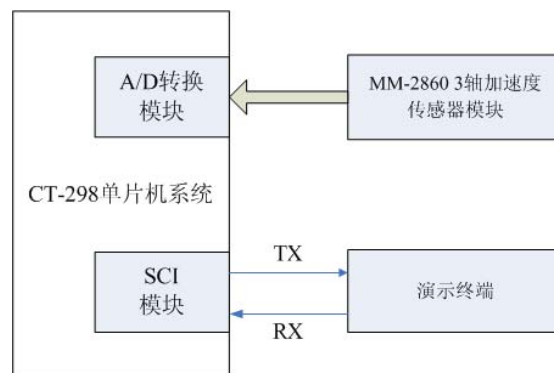 A/D转换
模块
MM-2860 3轴加速度
传感器模块
CT-298单片机系统
SCI
模块
TX
RX
演示终端